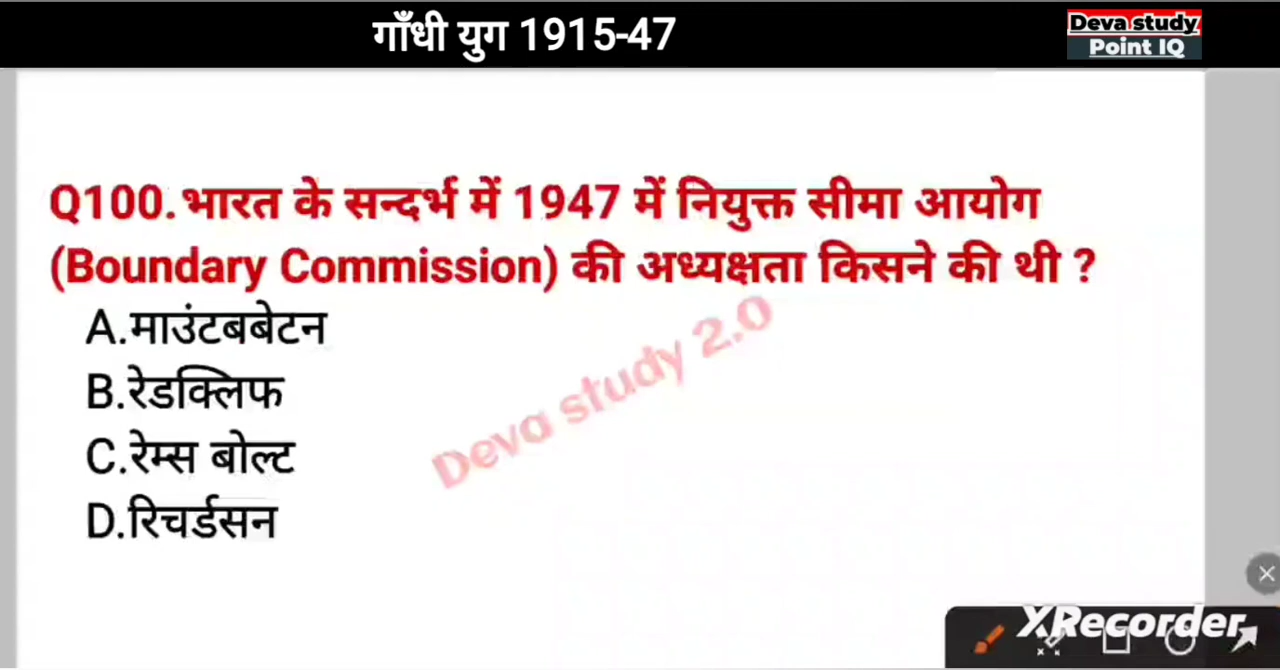 गाँधी युग 1915-47
Deva study
Point IQ
Q100.भारत के सन्दर्भ में 1947 में नियुक्त सीमा आयोग
(Boundary Commission) की अध्यक्षता किसने की थी ?
A.माउंटबबेटन
B.रेडक्लिफ
C.रेम्स बोल्ट
D.रिचर्डसन
Deva study 2.0
XRecorder